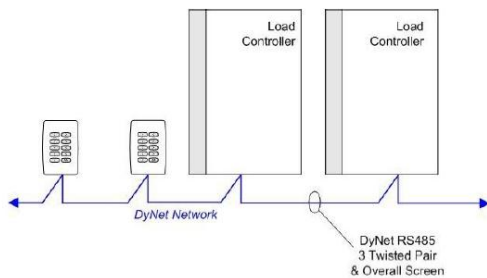 Load
Controller
Load
Controller
DyNet Network
DyNet RS485
3 Twisted Pair
& Overall Screen